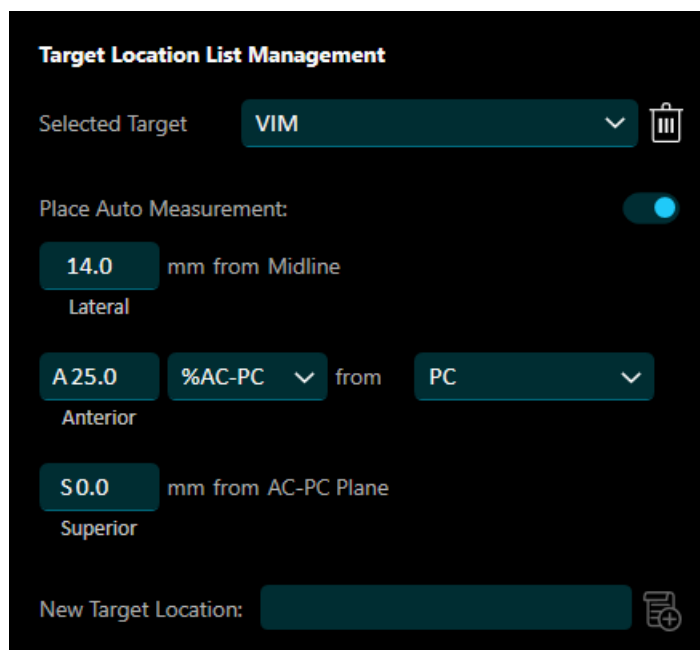 Target Location List Management
Selected Target VIM
Place Auto Measurement:
14.0 mm from Midline
Lateral
A 25.0 %AC-PC from PC
Anterior
S 0.0 mm from AC-PC Plane
Superior
New Target Location: